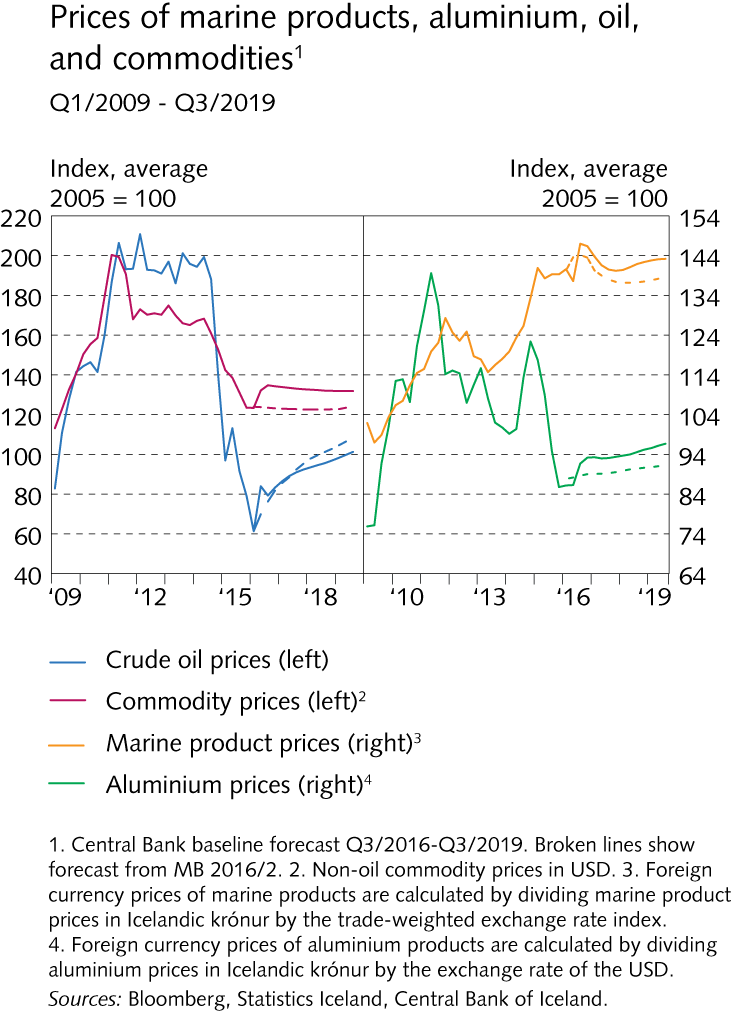 Prices of marine products, aluminium, oil,
and commodities¹
Q1/2009 - Q3/2019
Index, average
2005 = 100
Index, average
2005 = 100
220
200
180
160
140
120
100
80
60
40
154
144
134
124
114
104
94
84
74
64
‘09 ‘12 ‘15 ‘18 ‘10 ‘13 ‘16 ‘19
Crude oil prices (left)
Commodity prices (left)²
Marine product prices (right)³
Aluminium prices (right)⁴
1. Central Bank baseline forecast Q3/2016-Q3/2019. Broken lines show
forecast from MB 2016/2. 2. Non-oil commodity prices in USD. 3. Foreign
currency prices of marine products are calculated by dividing marine product
prices in Icelandic krónur by the trade-weighted exchange rate index.
4. Foreign currency prices of aluminium products are calculated by dividing
aluminium prices in Icelandic krónur by the exchange rate of the USD.
Sources: Bloomberg, Statistics Iceland, Central Bank of Iceland.